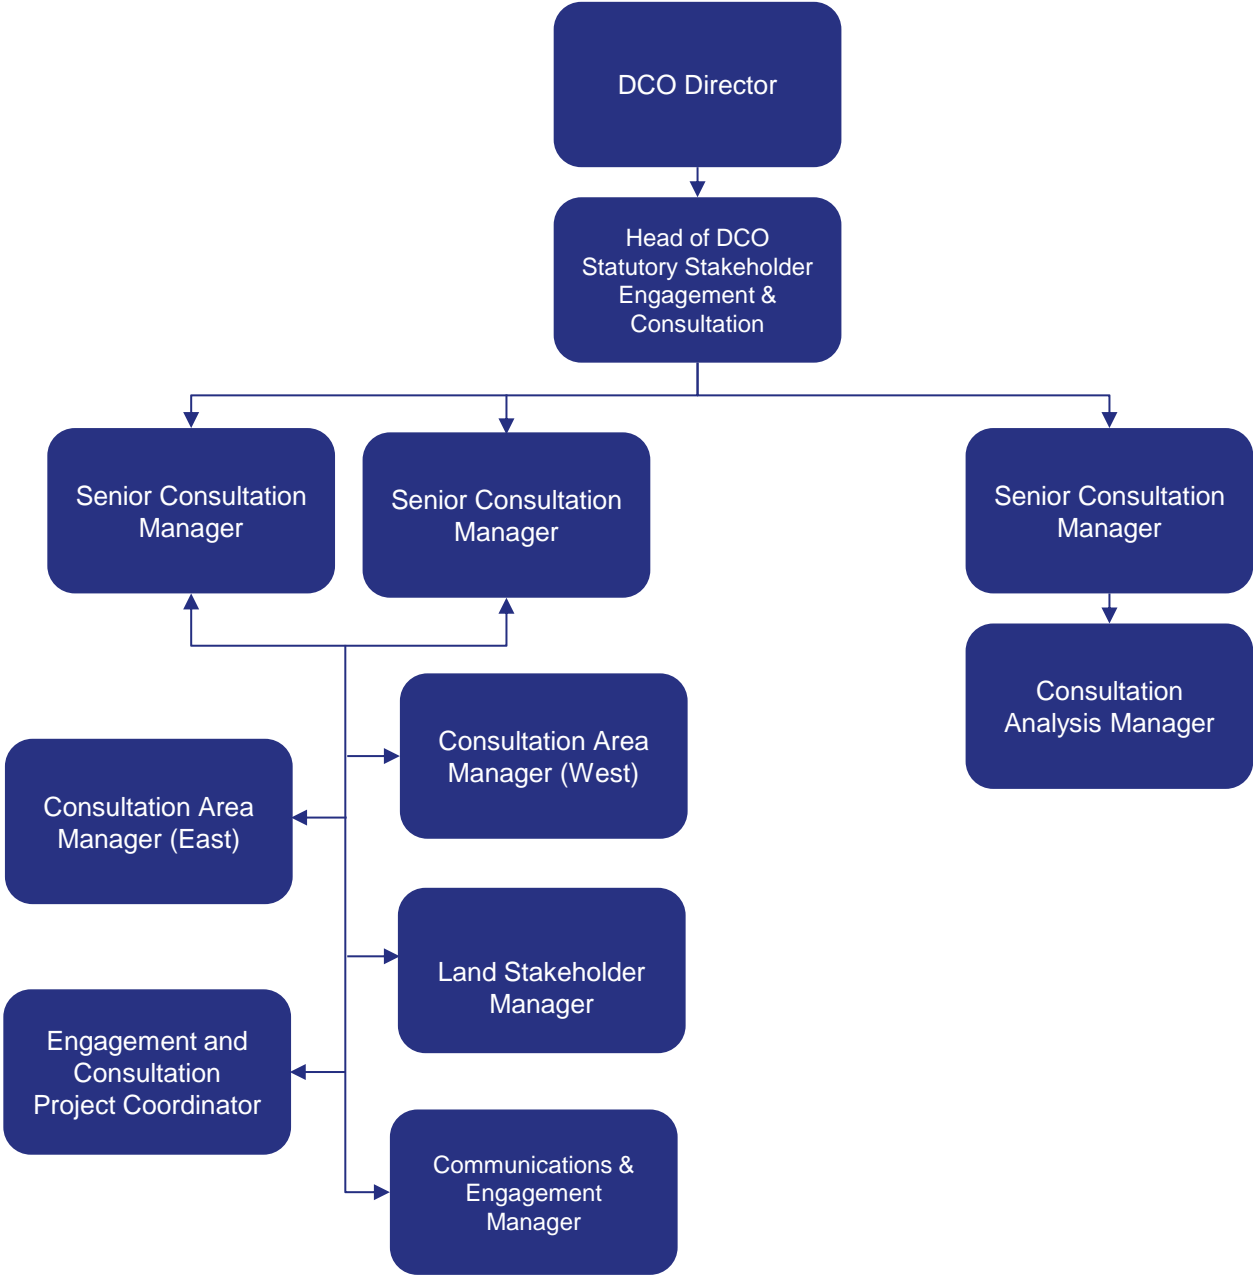 DCO Director
Head of DCO
Statutory Stakeholder
Engagement &
Consultation
Senior Consultation
Manager
Senior Consultation
Manager
Senior Consultation
Manager
Consultation Area
Manager (West)
Consultation
Analysis Manager
Consultation Area
Manager (East)
Land Stakeholder
Manager
Engagement and
Consultation
Project Coordinator
Communications &
Engagement
Manager